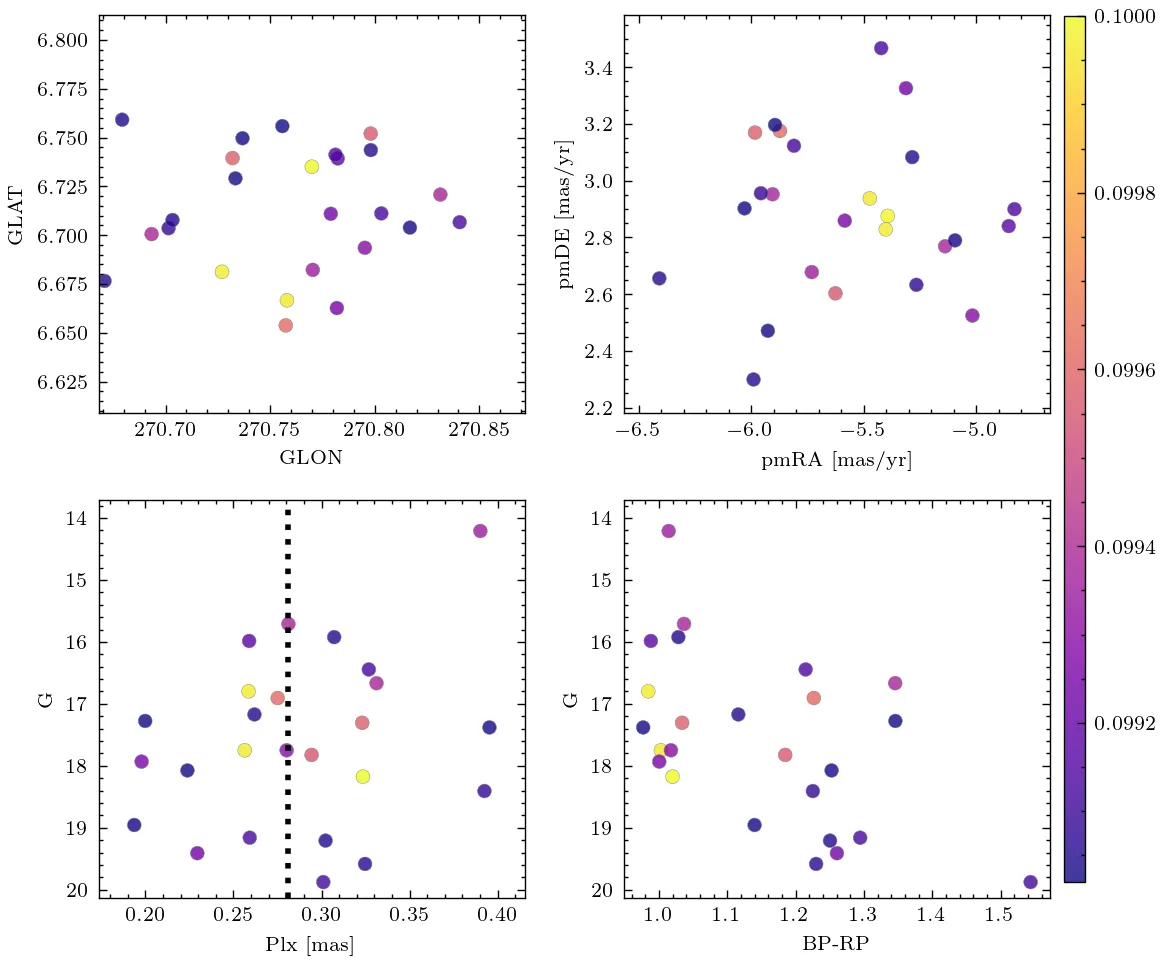 6.800
6.775
6.750
6.725
6.700
6.675
6.650
6.625
GLAT
270.70 270.75 270.80 270.85
GLON
3.4
3.2
3.0
2.8
2.6
2.4
2.2
pmDE [mas/yr]
−6.5 −6.0 −5.5 −5.0
pmRA [mas/yr]
0.1000
0.0998
0.0996
0.0994
0.0992
14
15
16
17
18
19
20
G
0.20 0.25 0.30 0.35 0.40
Plx [mas]
14
15
16
17
18
19
20
G
1.0 1.1 1.2 1.3 1.4 1.5
BP-RP